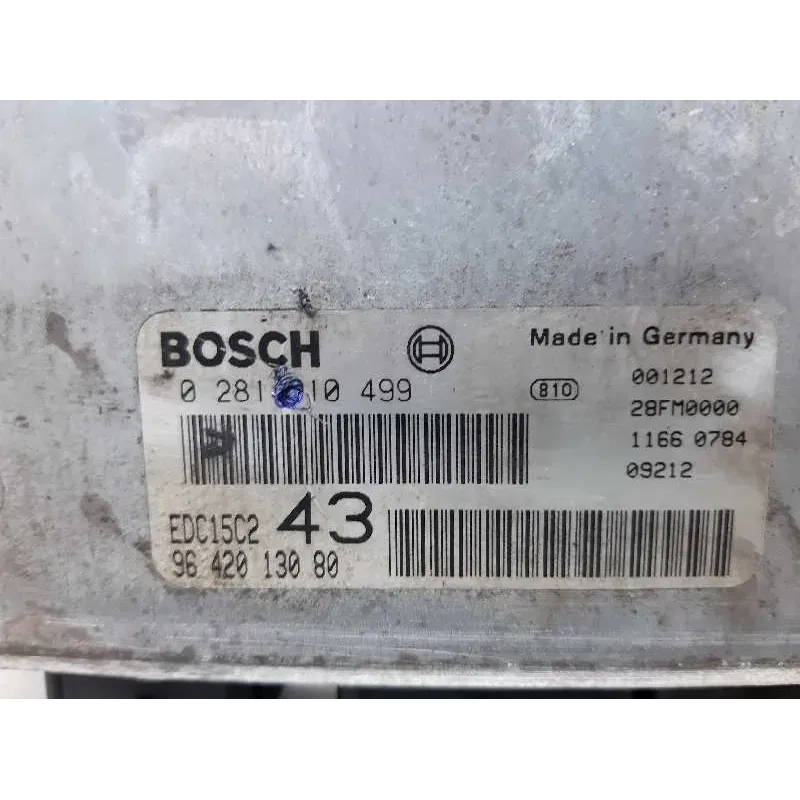 BOSCH
Made in Germany
0 281 10 499
810
001212
28FM0000
1166 0784
09212
A
EDC15C2
43
96 420 130 80